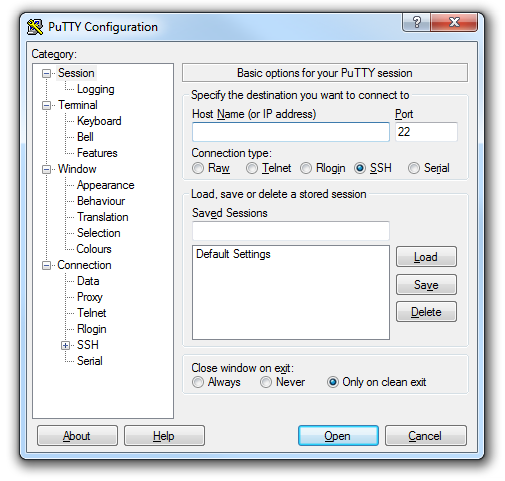 PuTTY Configuration
Category:
Session
Logging
Terminal
Keyboard
Bell
Features
Window
Appearance
Behaviour
Translation
Selection
Colours
Connection
Data
Proxy
Telnet
Rlogin
SSH
Serial
Basic options for your PuTTY session
Specify the destination you want to connect to
Host Name (or IP address) Port
22
Connection type:
Raw Telnet Rlogin SSH Serial
Load, save or delete a stored session
Saved Sessions
Default Settings
Load
Save
Delete
Close window on exit:
Always Never Only on clean exit
About Help Open Cancel